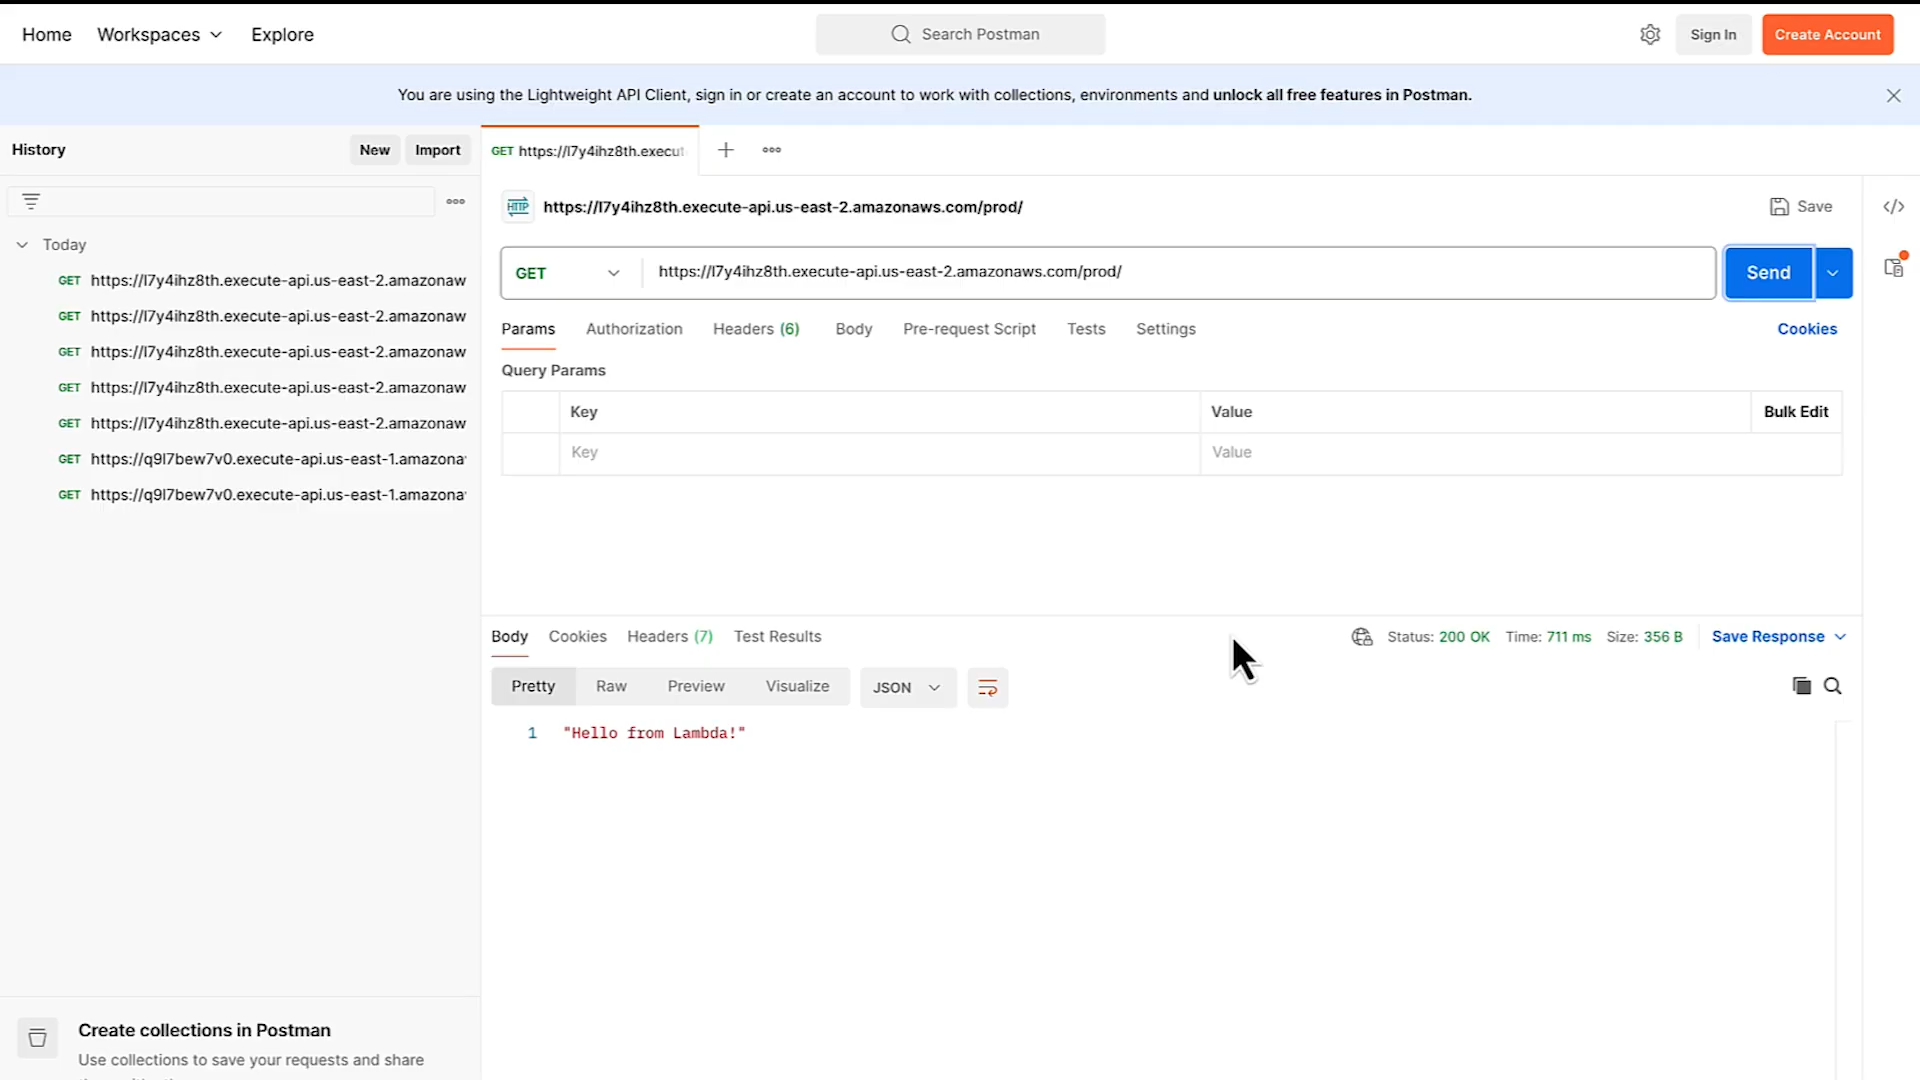 Home
Workspaces
Explore
Search Postman
Sign In
Create Account
You are using the Lightweight API Client, sign in or create an account to work with collections, environments and unlock all free features in Postman.
History
New
Import
GET https://l7y4ihz8th.execut
Today
GET https://l7y4ihz8th.execute-api.us-east-2.amazonaw
GET https://l7y4ihz8th.execute-api.us-east-2.amazonaw
GET https://l7y4ihz8th.execute-api.us-east-2.amazonaw
GET https://l7y4ihz8th.execute-api.us-east-2.amazonaw
GET https://l7y4ihz8th.execute-api.us-east-2.amazonaw
GET https://q9l7bew7v0.execute-api.us-east-1.amazona
GET https://q9l7bew7v0.execute-api.us-east-1.amazona
Create collections in Postman
Use collections to save your requests and share
HTTP
https://l7y4ihz8th.execute-api.us-east-2.amazonaws.com/prod/
Save
</>
GET
https://l7y4ihz8th.execute-api.us-east-2.amazonaws.com/prod/
Send
Params
Authorization
Headers (6)
Body
Pre-request Script
Tests
Settings
Cookies
Query Params
Key
Value
Bulk Edit
Key
Value
Body
Cookies
Headers (7)
Test Results
Status: 200 OK
Time: 711 ms
Size: 356 B
Save Response
Pretty
Raw
Preview
Visualize
JSON
1 "Hello from Lambda!"